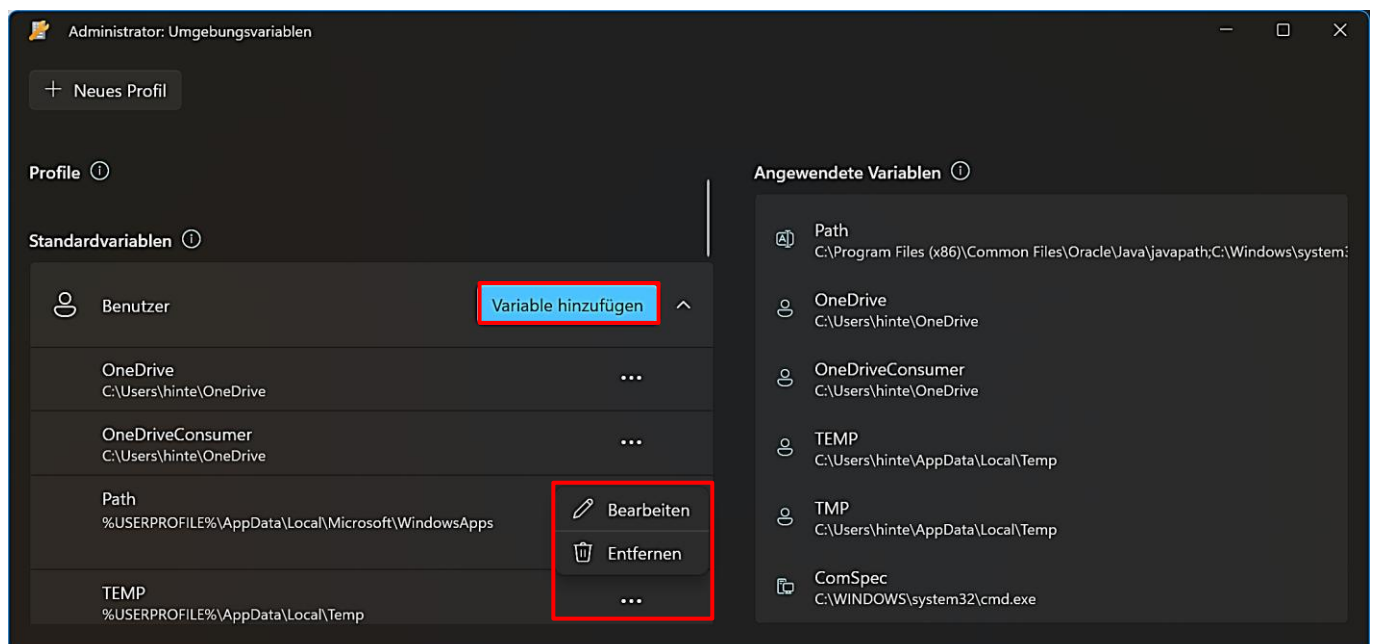 Administrator: Umgebungsvariablen
Neues Profil
Profile
Standardvariablen
Benutzer
Variable hinzufügen
OneDrive
C:\Users\hinte\OneDrive
OneDriveConsumer
C:\Users\hinte\OneDrive
Path
%USERPROFILE%\AppData\Local\Microsoft\WindowsApps
Bearbeiten
Entfernen
TEMP
%USERPROFILE%\AppData\Local\Temp
Angewendete Variablen
Path
C:\Program Files (x86)\Common Files\Oracle\Java\javapath;C:\Windows\system3
OneDrive
C:\Users\hinte\OneDrive
OneDriveConsumer
C:\Users\hinte\OneDrive
TEMP
C:\Users\hinte\AppData\Local\Temp
TMP
C:\Users\hinte\AppData\Local\Temp
ComSpec
C:\WINDOWS\system32\cmd.exe